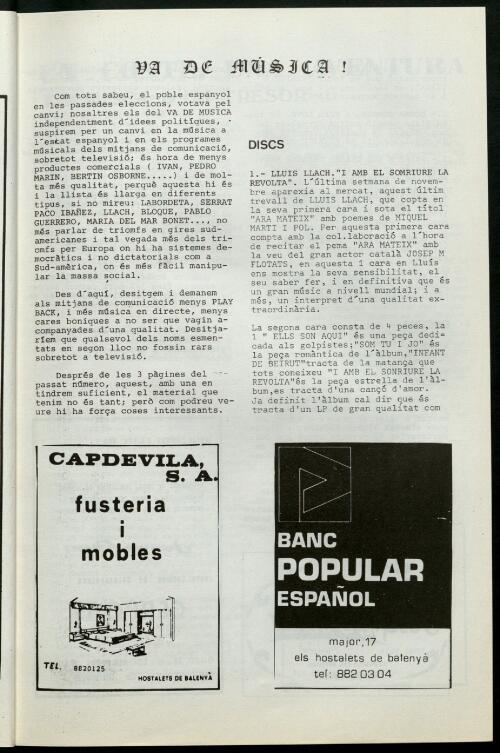 VA DE MÚSICA !
Com tots sabeu, el poble espanyol
en les passades eleccions, votava pel
canvi; nosaltres els del VA DE MUSICA
independentment d'idees polítiques,
suspirem per un canvi en la música a
l'estat espanyol i en els programes
músicals dels mitjans de comunicació,
sobretot televisió; és hora de menys
productes comercials ( IVAN, PEDRO
MARIN, BERTIN OSBORNE.....) i de mol-
ta més qualitat, perquè aquesta hi és
i la llista és llarga en diferents
tipus, si no mireu: LABORDETA, SERRAT
PACO IBAÑEZ, LLACH, BLOQUE, PABLO
GUERRERO, MARIA DEL MAR BONET..., no
més parlar de triomfs en gires sud-
americanes i tal vegada més dels tri-
omfs per Europa on hi ha sistemes de-
mocràtics i no dictatorials com a
Sud-amèrica, on és més fàcil manipu-
lar la massa social.
Des d'aquí, desitgem i demanem
als mitjans de comunicació menys PLAY
BACK, i més música en directe, menys
cares boniques a no ser que vagin a-
companyades d'una qualitat. Desitja-
ríem que qualsevol dels noms esmen-
tats en segon lloc no fossin rars
sobretot a televisió.
Després de les 3 pàgines del
passat número, aquest, amb una en
tindrem suficient, el material que
tenim no és tant; però com podreu ve-
ure hi ha força coses interessants.
DISCS
1.- LLUIS LLACH."I AMB EL SOMRIURE LA
REVOLTA". L'última setmana de novem-
bre apareixia al mercat, aquest últim
trevall de LLUIS LLACH, que copta en
la seva primera cara i sota el títol
"ARA MATEIX" amb poemes de MIQUEL
MARTI I POL. Per aquesta primera cara
compta amb la col.laboració a l'hora
de recitar el pema "ARA MATEIX" amb
la veu del gran actor català JOSEP M
FLOTATS, en aquesta 1 cara en Lluís
ens mostra la seva sensibilitat, el
seu saber fer, i en definitiva que és
un gran músic a nivell mundial; i a
més, un interpret d'una qualitat ex-
traordinària.
La segona cara consta de 4 peces, la
1 " ELLS SON AQUI" és una peça dedi-
cada als golpistes;"SOM TU I JO" és
la peça romàntica de l'àlbum,"INFANT
DE BEIRUT"tracta de la matança que
tots coneixeu "I AMB EL SONRIURE LA
REVOLTA"és la peça estrella de l'àl-
bum,es tracta d'una cançó d'amor.
Ja definit l'àlbum cal dir que és
tracta d'un LP de gran qualitat com
CAPDEVILA,
S. A.
fusteria
i
mobles
TEL. 8820125
HOSTALETS DE BALENYÀ
BANC
POPULAR
ESPAÑOL
major,17
els hostalets de balenyà
tel: 882 03 04